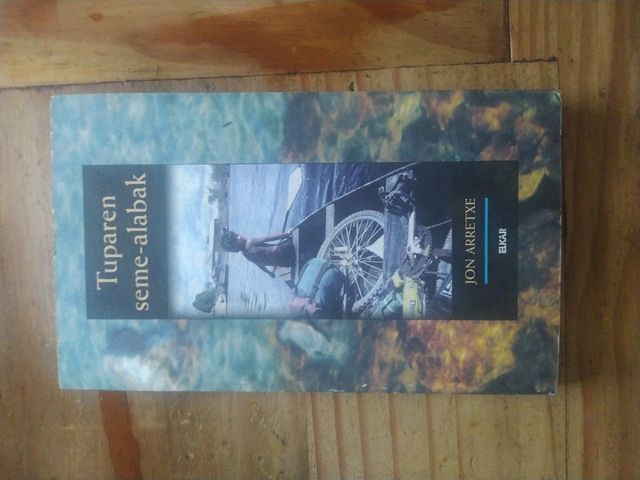 Tuparen
seme-alabak
JON ARRETXE
ELKAR